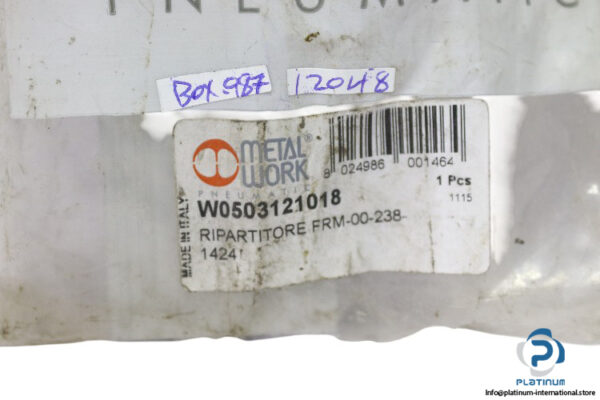 PNEUMATIC
BOX.987 12048
METAL® WORK
PNEUMATIC
8 024986 001464
1 Pcs
1115
W0503121018
RIPARTITORE FRM-00-238-
1424
MADE IN ITALY
PLATINUM
Info@platinum-international.store